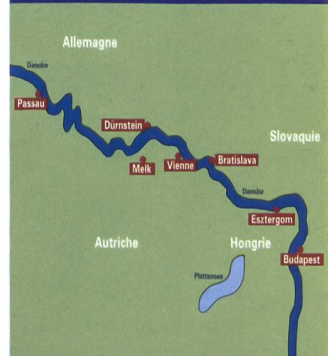 Allemagne
Danube
Passau
Dürnstein
Slovaquie
Melk
Vienne
Bratislava
Danube
Esztergom
Autriche
Hongrie
Budapest
Plattensee